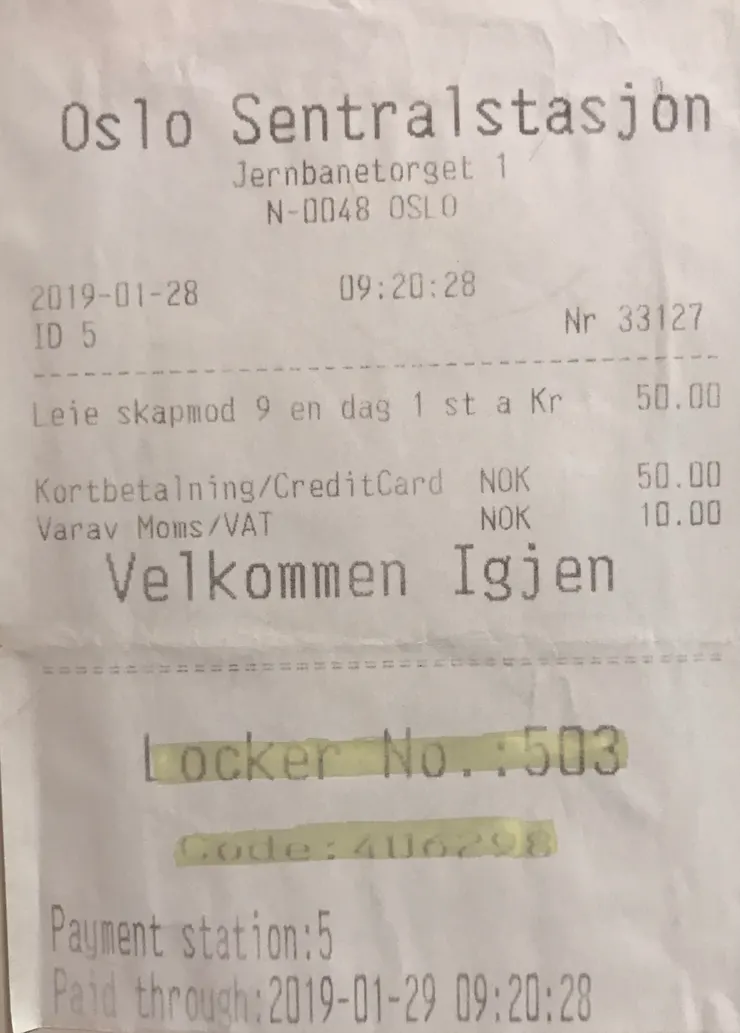 Oslo Sentralstasjon
Jernbanetorget 1
N-0048 OSLO
2019-01-28 09:20:28
ID 5 Nr 33127
Leie skapmod 9 en dag 1 st a Kr 50.00
Kortbetalning/CreditCard NOK 50.00
Varav Moms/VAT NOK 10.00
Velkommen Igjen
Locker No.:503
Code:
Payment station:5
Paid through:2019-01-29 09:20:28